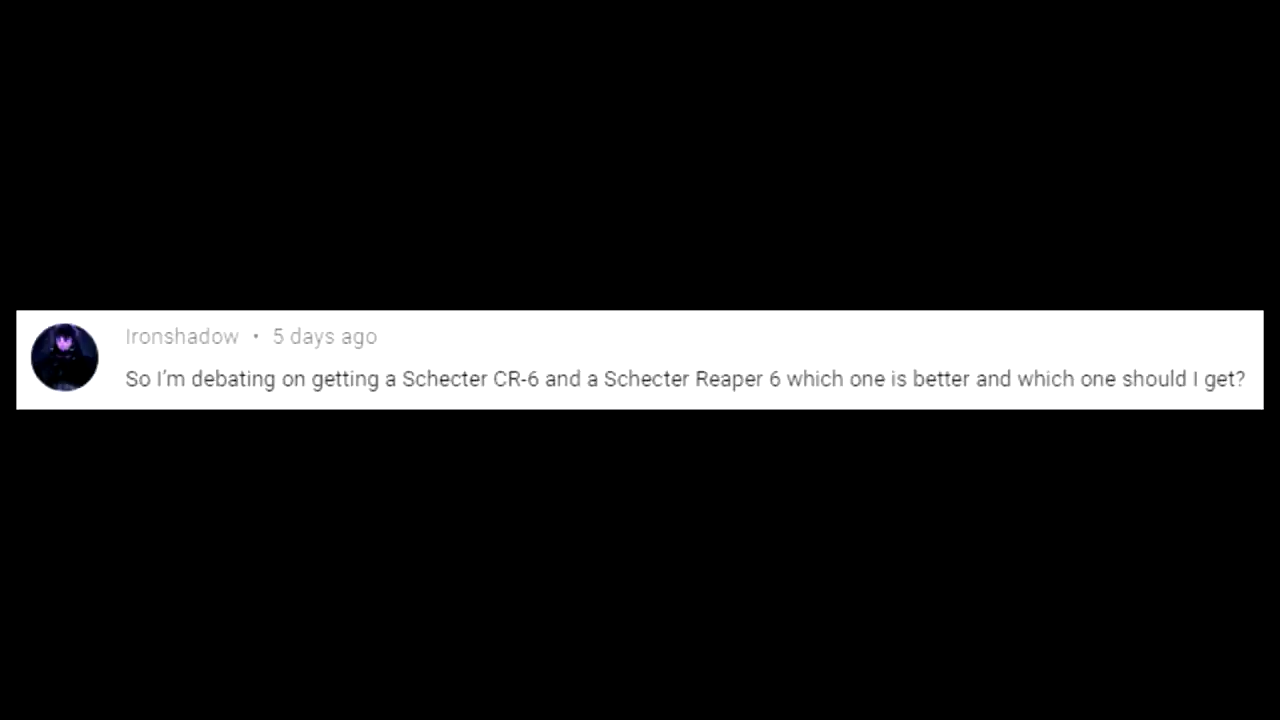 Ironshadow • 5 days ago
So I’m debating on getting a Schecter CR-6 and a Schecter Reaper 6 which one is better and which one should I get?